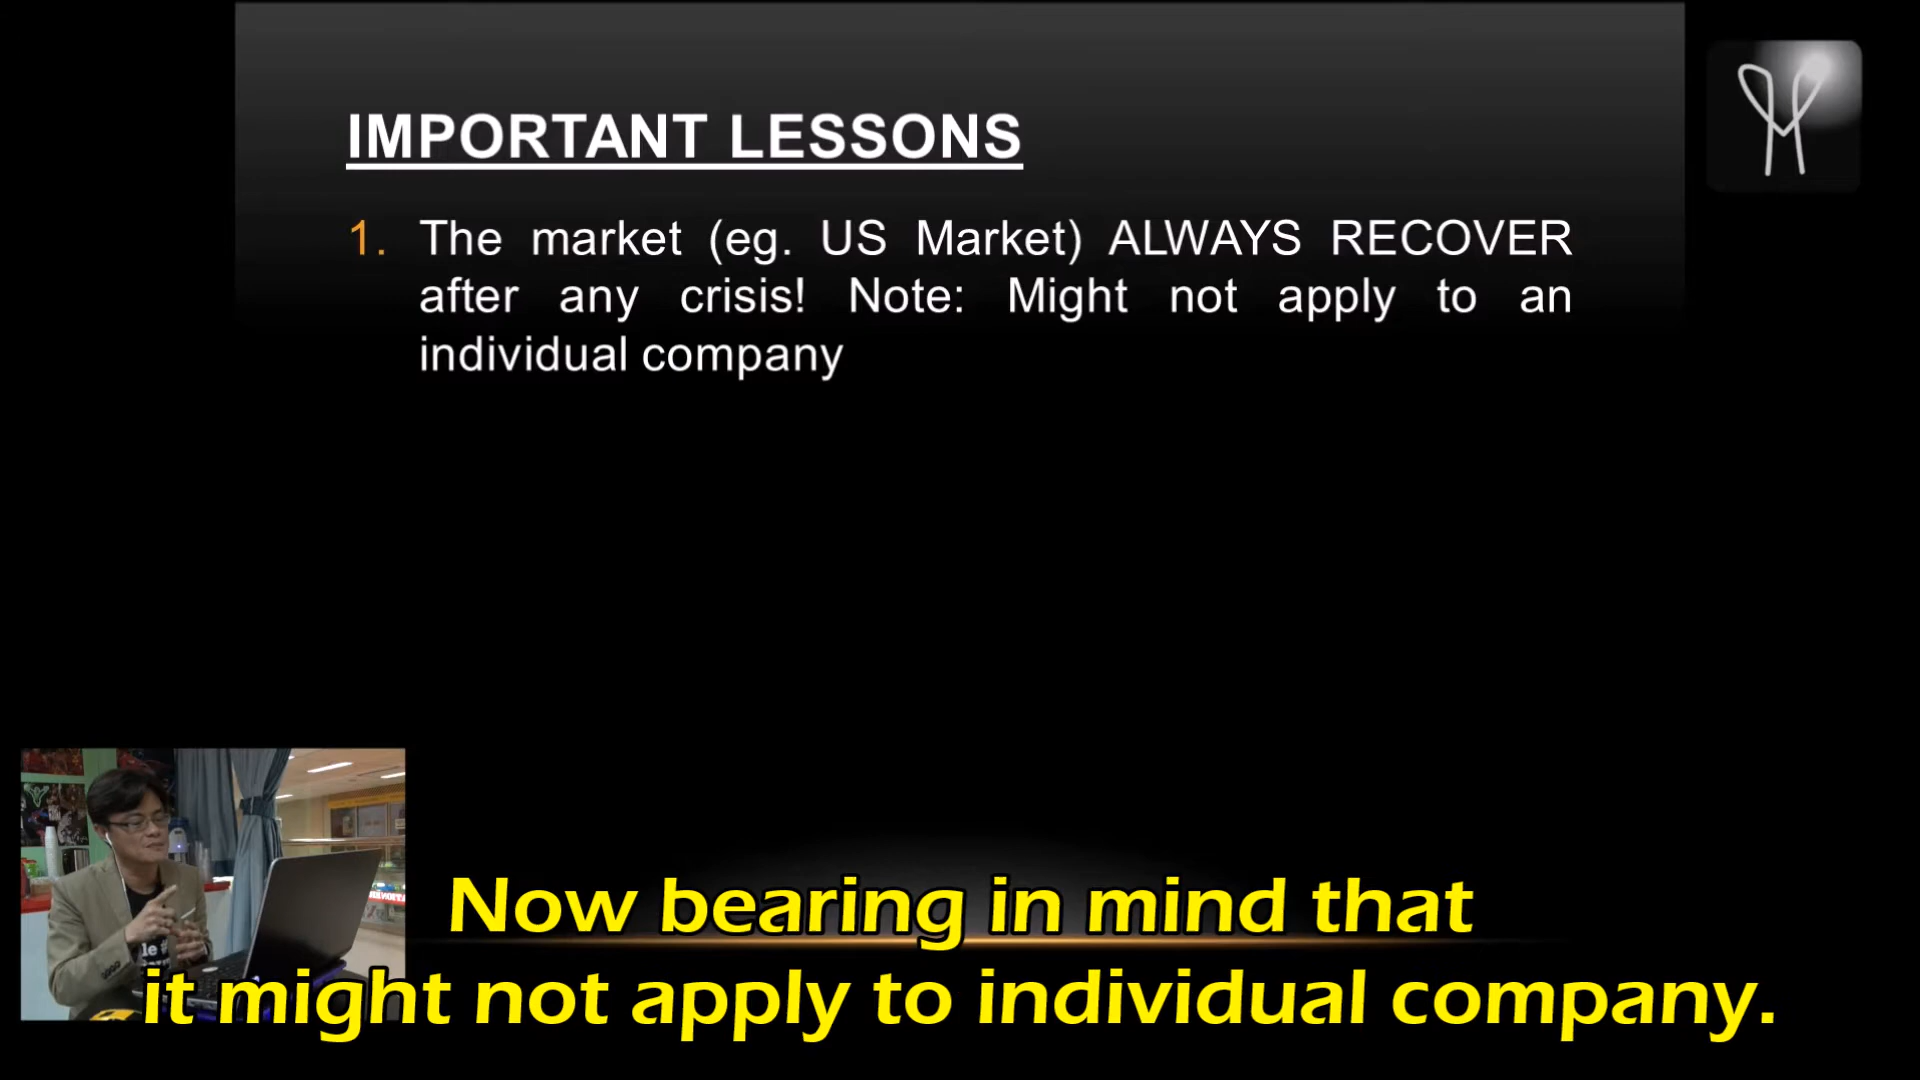 IMPORTANT LESSONS
1. The market (eg. US Market) ALWAYS RECOVER
after any crisis! Note: Might not apply to an
individual company
Now bearing in mind that
it might not apply to individual company.